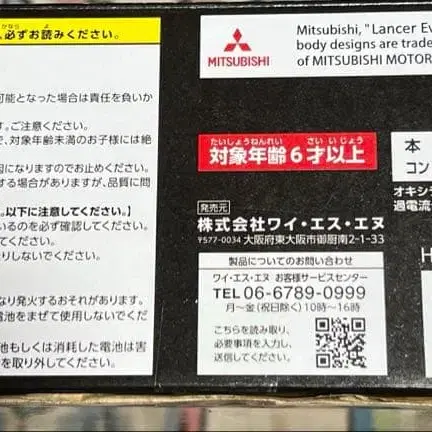 かなら よ
必ずお読みください。
可能となった場合は責任を負いか
す。ご注意ください。
で、対象年齢未満のお子様には絶
因になりますのでお止めください。
する場合がありますが、品質に問
以下に注意してください。】
いるのを必ず確認してください。
ださい。
りしないでください。
なり発火するおそれがあります。
電池をまぜて使用しないでくだ
池もしくは消耗した電池は害
を取り外してください。
MITSUBISHI
Mitsubishi, "Lancer Ev
body designs are trade
of MITSUBISHI MOTOR
たいしょうねんれい さい いじょう
対象年齢6才以上
本
コン
オキシラ
過電流
発売元
株式会社ワイ・エス・エヌ
〒577-0034 大阪府東大阪市御厨南2-1-33
製品についてのお問い合わせ
ワイ・エス・エヌ お客様サービスセンター
TEL 06-6789-0999
月～金(祝日除く)10時～16時
こちらを読み取り、
必要事項を入力し、
送信してください。
H